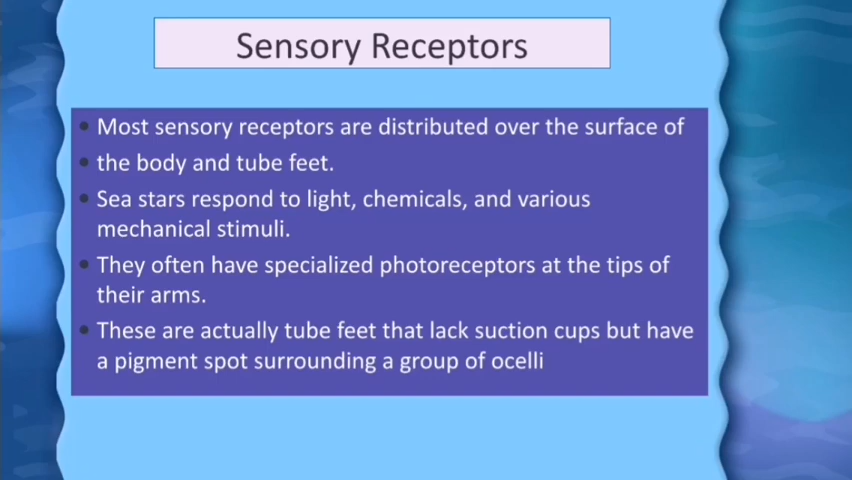 Sensory Receptors
• Most sensory receptors are distributed over the surface of
• the body and tube feet.
• Sea stars respond to light, chemicals, and various
mechanical stimuli.
• They often have specialized photoreceptors at the tips of
their arms.
• These are actually tube feet that lack suction cups but have
a pigment spot surrounding a group of ocelli